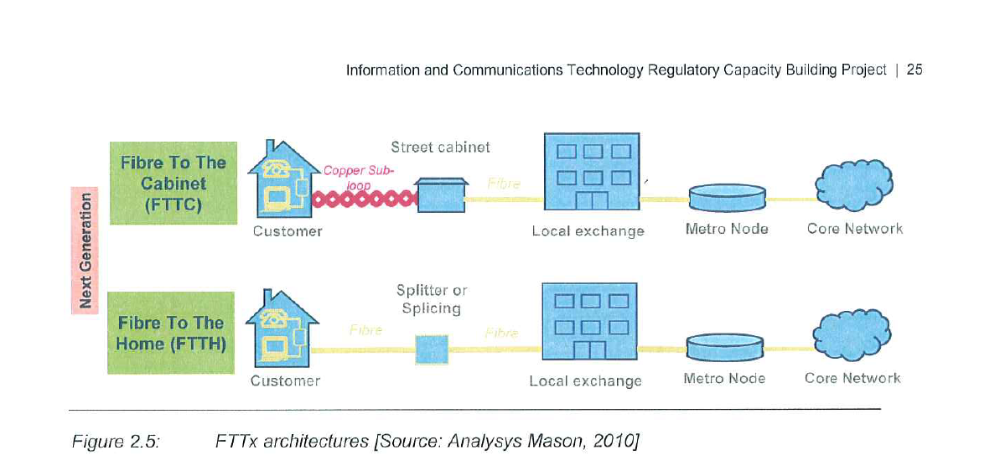 Information and Communications Technology Regulatory Capacity Building Project | 25
Next Generation
Fibre To The
Cabinet
(FTTC)
Street cabinet
Copper Sub-
loop
Fibre
Customer
Local exchange
Metro Node
Core Network
Fibre To The
Home (FTTH)
Splitter or
Splicing
Fibre
Fibre
Customer
Local exchange
Metro Node
Core Network
Figure 2.5: FTTx architectures [Source: Analysys Mason, 2010]